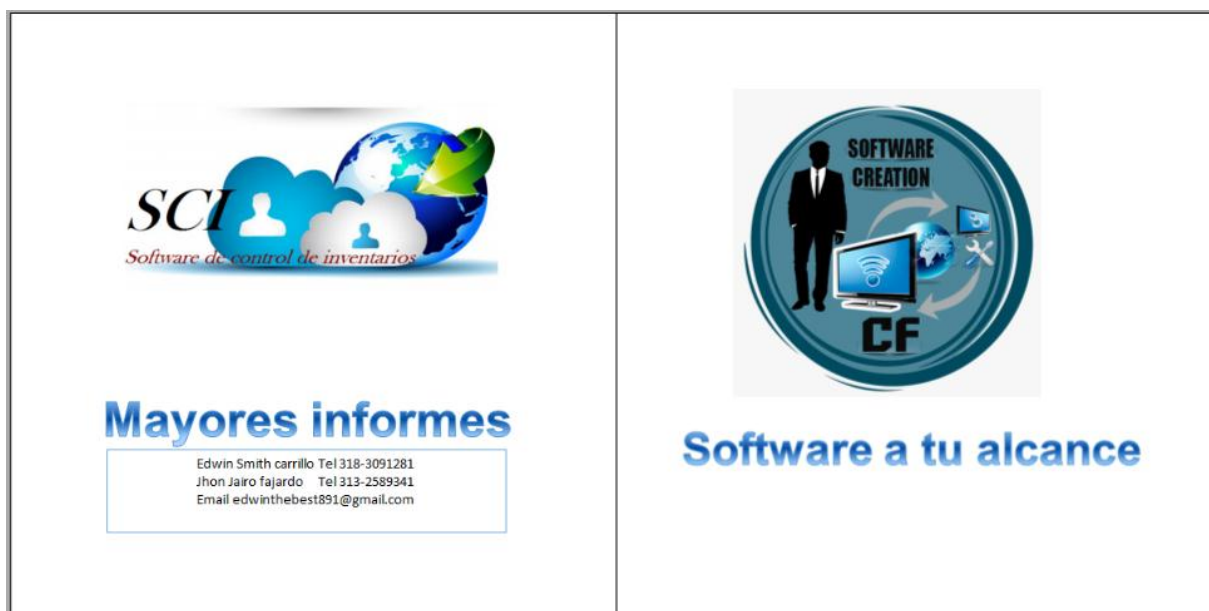 SCI
Software de control de inventarios
Mayores informes
Edwin Smith carrillo Tel 318-3091281
Jhon Jairo fajardo Tel 313-2589341
Email edwinthebest891@gmail.com
SOFTWARE
CREATION
CF
Software a tu alcance